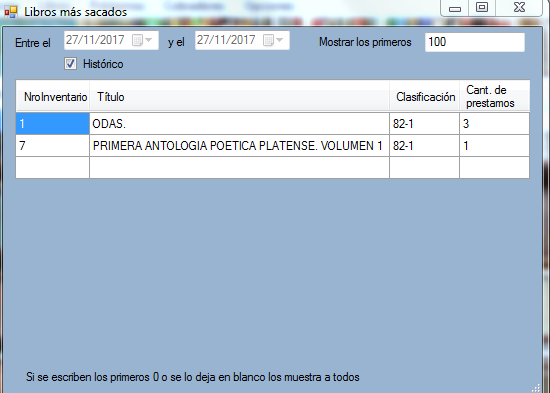 Libros más sacados
Entre el 27/11/2017 y el 27/11/2017 Mostrar los primeros 100
Histórico
NroInventario Título Clasificación Cant. de prestamos
1 ODAS. 82-1 3
7 PRIMERA ANTOLOGIA POETICA PLATENSE. VOLUMEN 1 82-1 1
Si se escriben los primeros 0 o se lo deja en blanco los muestra a todos